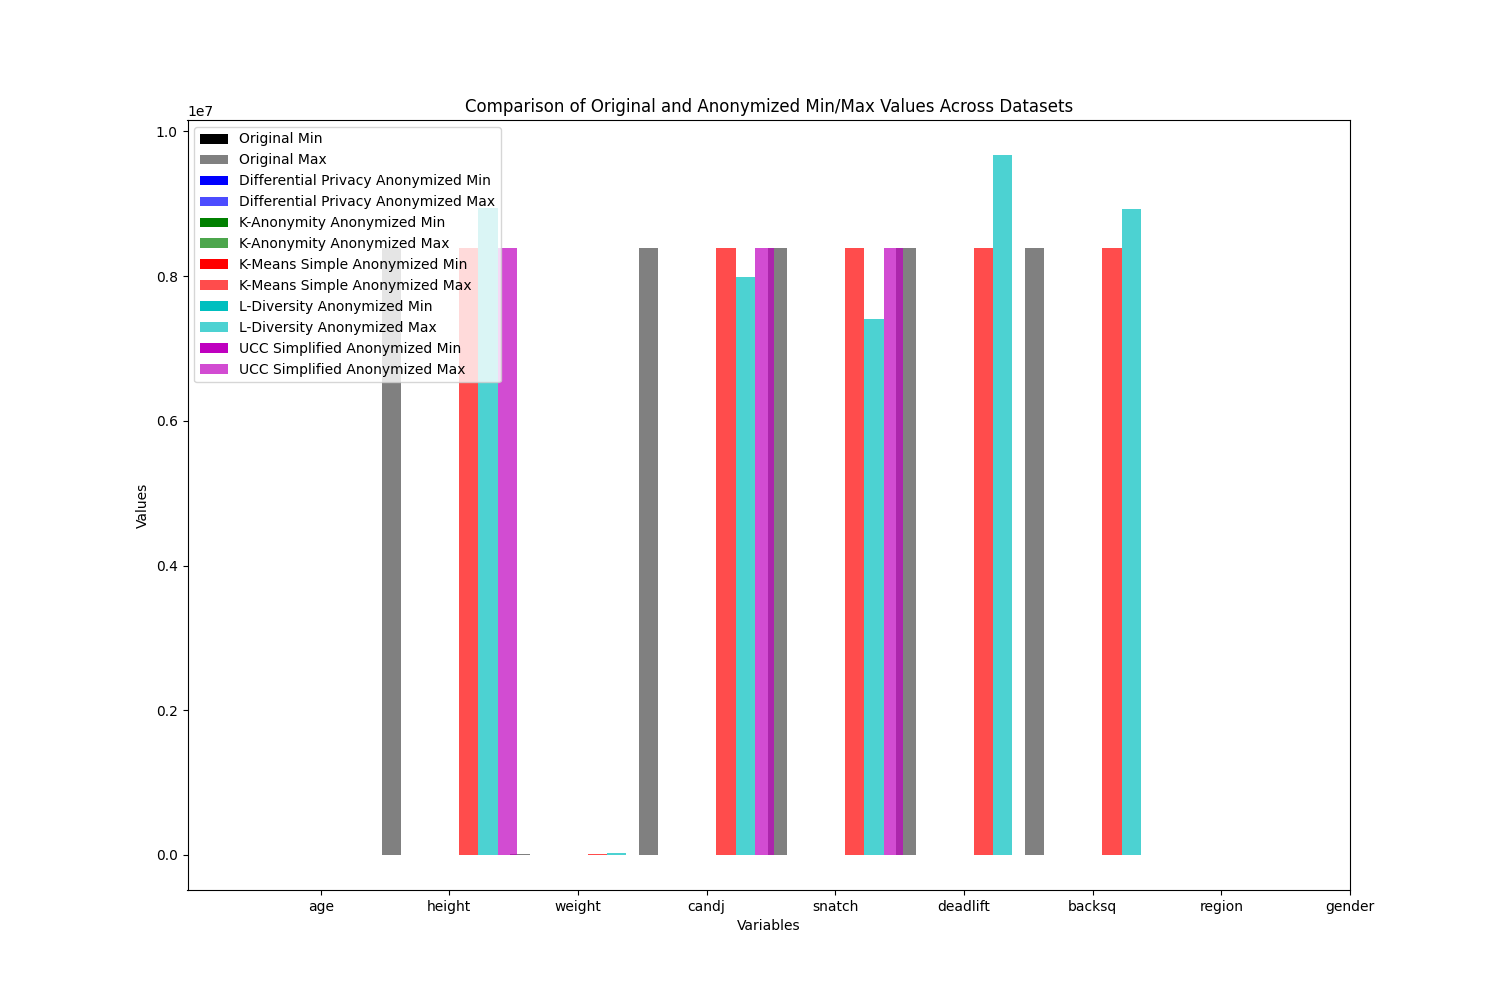 Comparison of Original and Anonymized Min/Max Values Across Datasets
1e7
1.0
0.8
0.6
0.4
0.2
0.0
Values
Original Min
Original Max
Differential Privacy Anonymized Min
Differential Privacy Anonymized Max
K-Anonymity Anonymized Min
K-Anonymity Anonymized Max
K-Means Simple Anonymized Min
K-Means Simple Anonymized Max
L-Diversity Anonymized Min
L-Diversity Anonymized Max
UCC Simplified Anonymized Min
UCC Simplified Anonymized Max
age height weight candj snatch deadlift backsq region gender
Variables